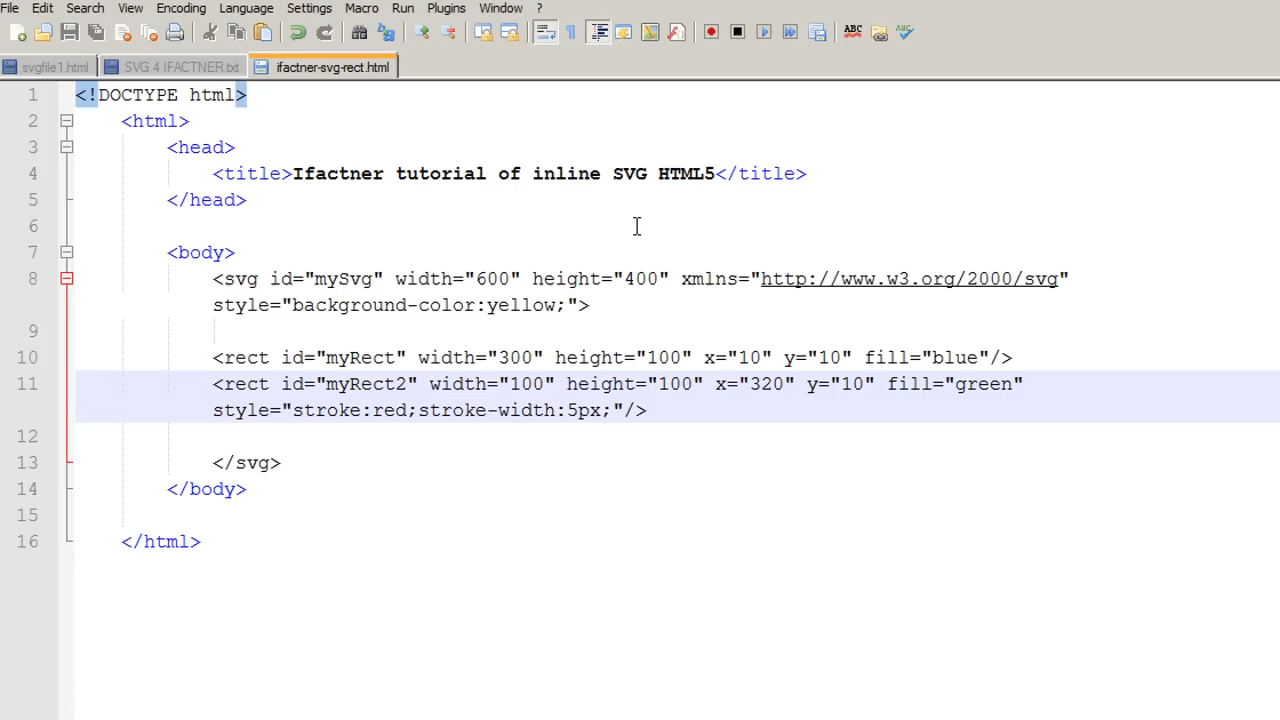 File Edit Search View Encoding Language Settings Macro Run Plugins Window ?
ABC
svgfile1.html SVG 4 IFACTNER.txt ifactner-svg-rect.html
1 <!DOCTYPE html>
2 <html>
3 <head>
4 <title>Ifactner tutorial of inline SVG HTML5</title>
5 </head>
6
7 <body>
8 <svg id="mySvg" width="600" height="400" xmlns="http://www.w3.org/2000/svg"
style="background-color:yellow;">
9
10 <rect id="myRect" width="300" height="100" x="10" y="10" fill="blue"/>
11 <rect id="myRect2" width="100" height="100" x="320" y="10" fill="green"
style="stroke:red;stroke-width:5px;"/>
12
13 </svg>
14 </body>
15
16 </html>